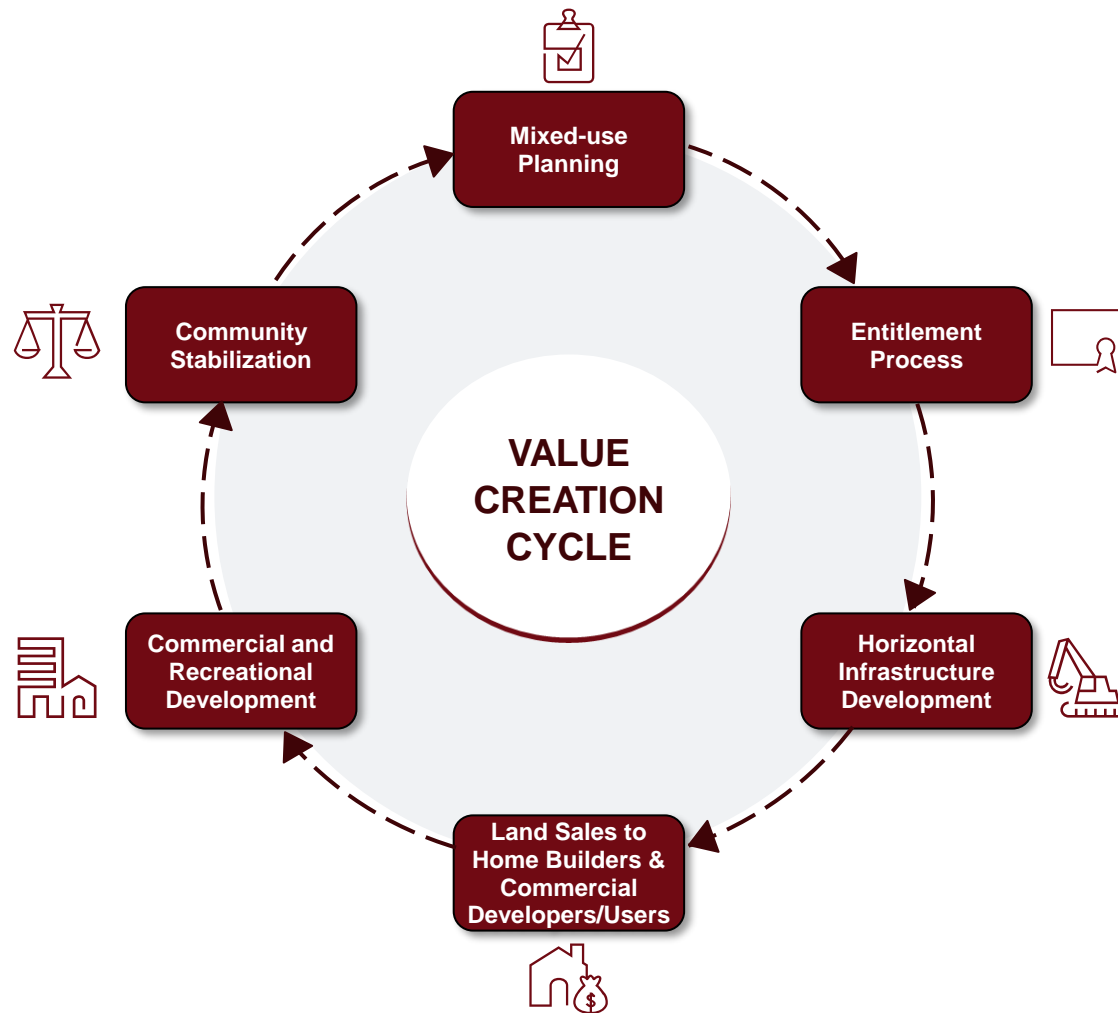 Mixed-use
Planning
Entitlement
Process
Horizontal
Infrastructure
Development
Land Sales to
Home Builders &
Commercial
Developers/Users
$
Commercial and
Recreational
Development
Community
Stabilization
VALUE
CREATION
CYCLE